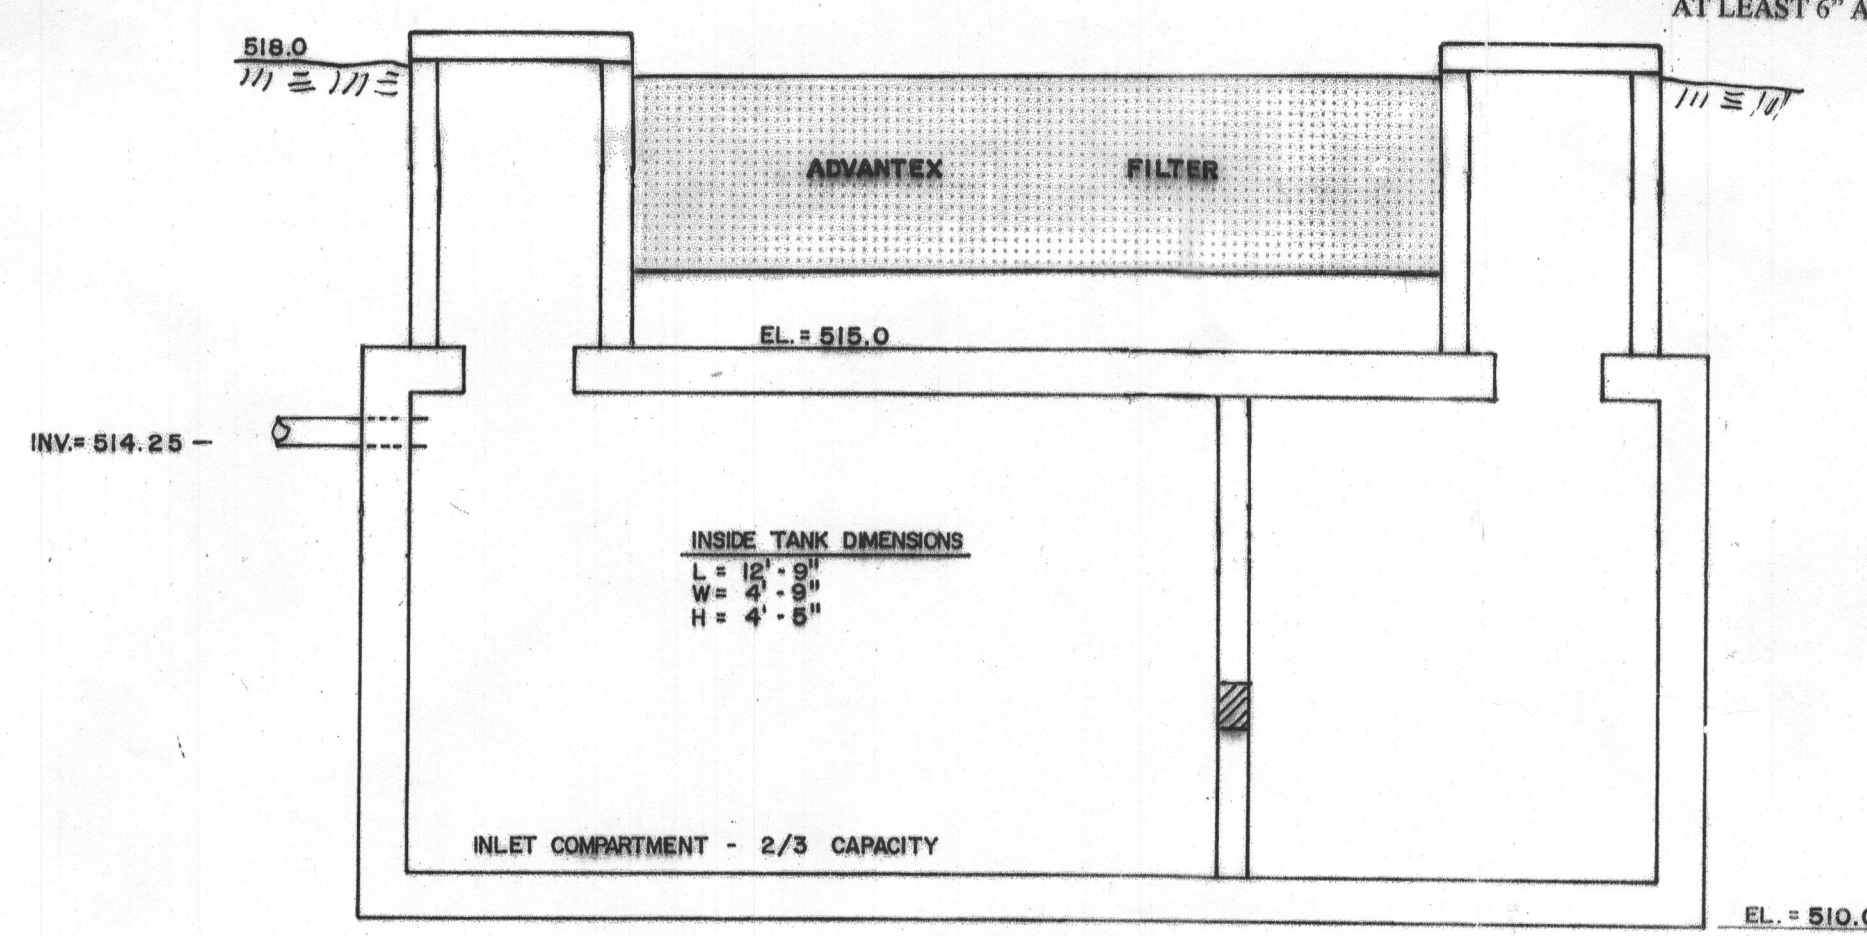 AT LEAST 6" A
518.0
ADVANTEX FILTER
EL. = 515.0
INV.= 514.25 —
INSIDE TANK DIMENSIONS
L = 12' - 9"
W = 4' - 9"
H = 4' - 5"
INLET COMPARTMENT - 2/3 CAPACITY
EL. = 510.0